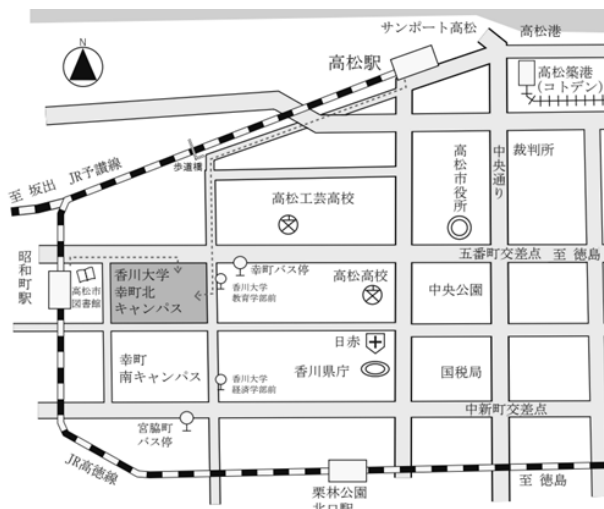 サンポート高松
高松港
N
高松駅
高松築港
(コトデン)
至 坂出 JR予讃線
歩道橋
高松工芸高校
高松市役所
中央通り
裁判所
昭和町駅
高松市
図書館
香川大学
幸町北
キャンパス
幸町バス停
香川大学
教育学部前
高松高校
五番町交差点 至 徳島
中央公園
幸町
南キャンパス
日赤
香川県庁
香川大学
経済学部前
国税局
宮脇町
バス停
中新町交差点
JR高徳線
栗林公園
北口駅
至 徳島